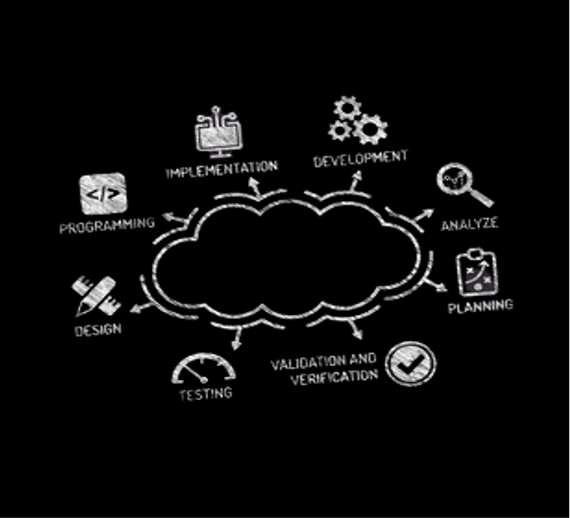 IMPLEMENTATION
DEVELOPMENT
</>
PROGRAMMING
ANALYZE
DESIGN
PLANNING
TESTING
VALIDATION AND
VERIFICATION